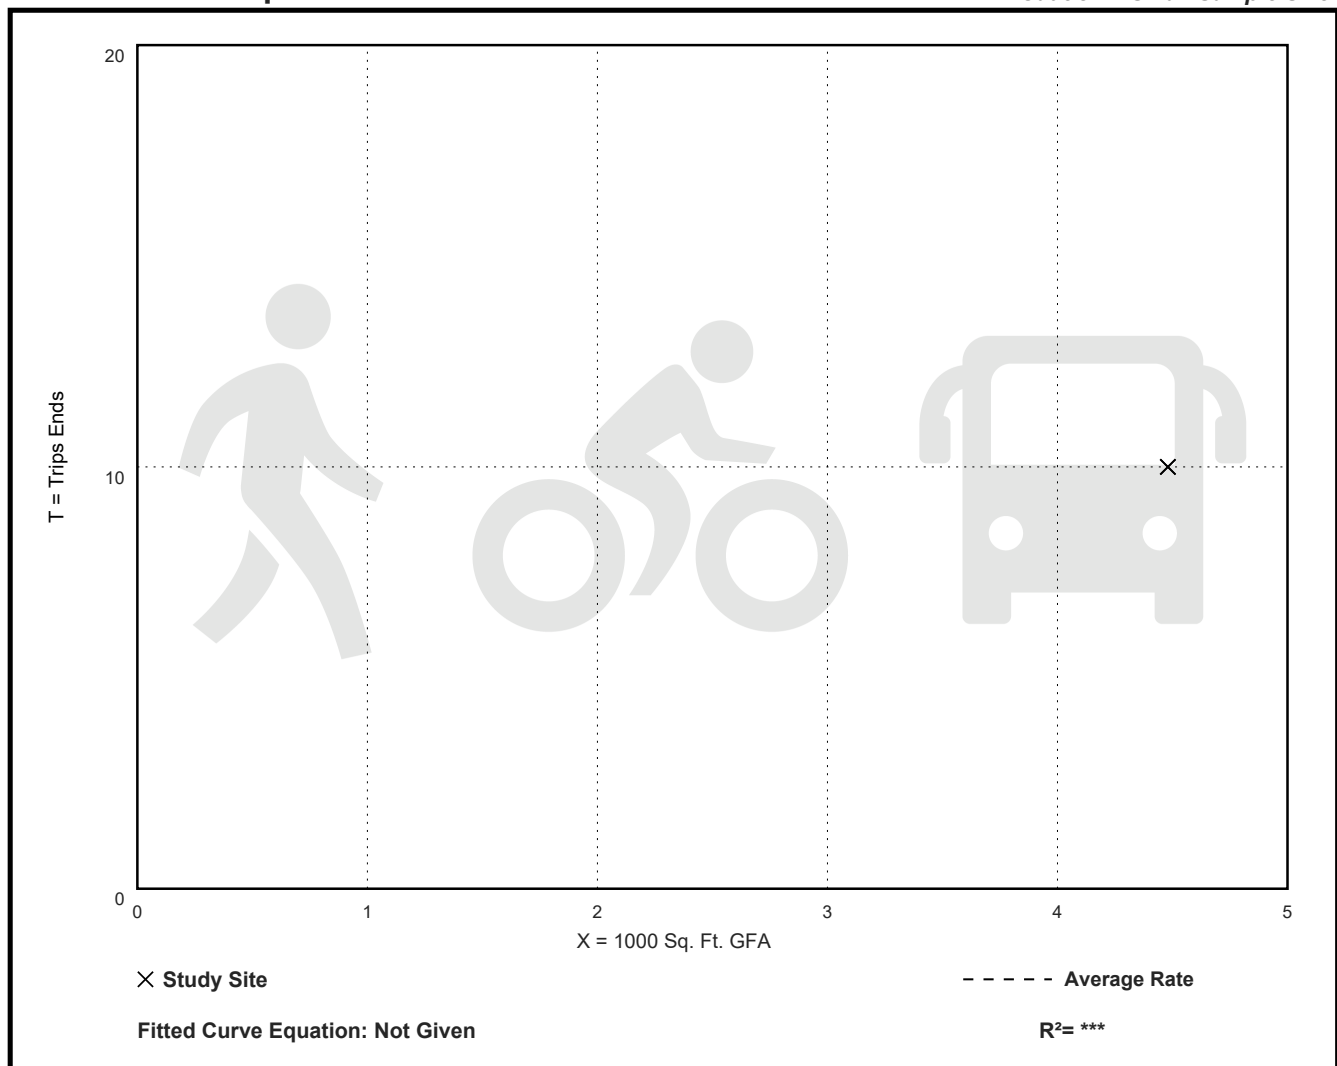 20
10
0
T = Trips Ends
0 1 2 3 4 5
X = 1000 Sq. Ft. GFA
Study Site
Average Rate
Fitted Curve Equation: Not Given
R²= ***